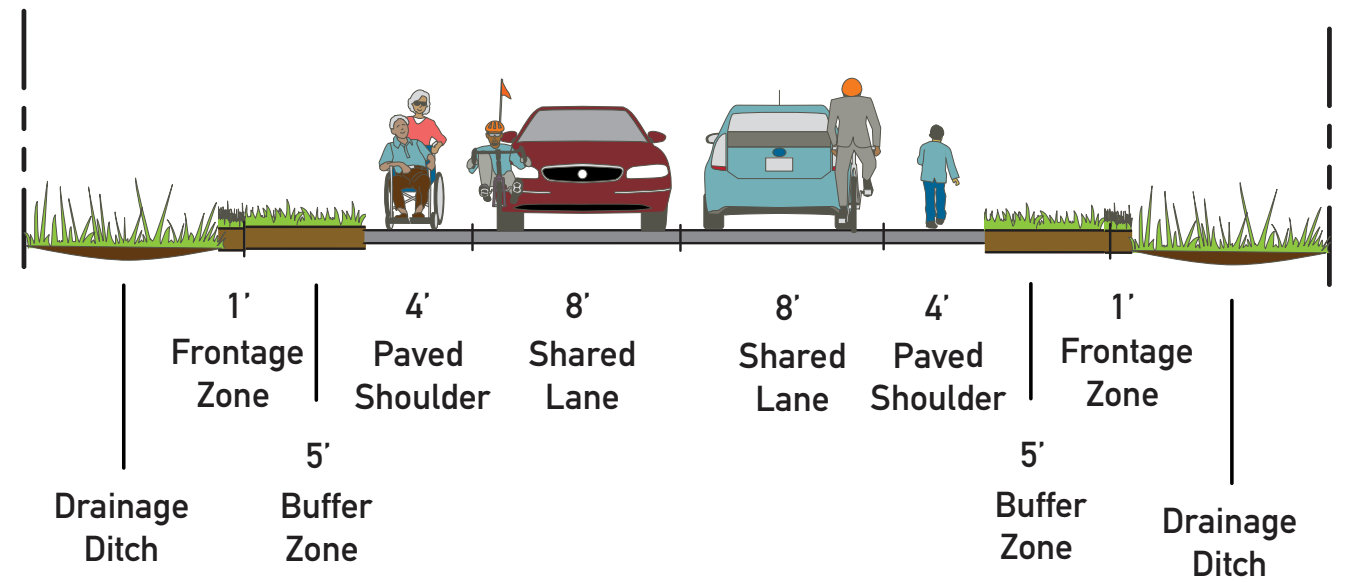 1’
Frontage
Zone
4’
Paved
Shoulder
8’
Shared
Lane
8’
Shared
Lane
4’
Paved
Shoulder
1’
Frontage
Zone
5’
Buffer
Zone
5’
Buffer
Zone
Drainage
Ditch
Drainage
Ditch